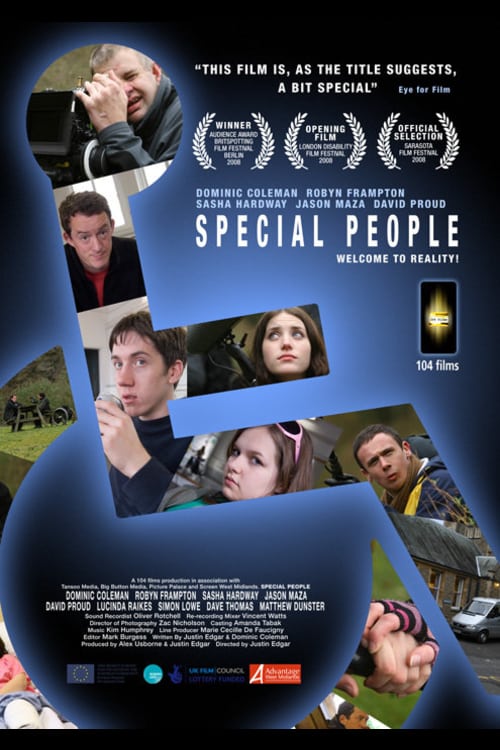 "THIS FILM IS, AS THE TITLE SUGGESTS,
A BIT SPECIAL" Eye for Film
WINNER
AUDIENCE AWARD
BRITSPOTTING
FILM FESTIVAL
BERLIN
2008
OPENING
FILM
LONDON DISABILITY
FILM FESTIVAL
2008
OFFICIAL
SELECTION
SARASOTA
FILM FESTIVAL
2008
DOMINIC COLEMAN ROBYN FRAMPTON
SASHA HARDWAY JASON MAZA DAVID PROUD
SPECIAL PEOPLE
WELCOME TO REALITY!
104 films
A 104 films production in association with
Tansoo Media, Big Button Media, Picture Palace and Screen West Midlands. SPECIAL PEOPLE
DOMINIC COLEMAN ROBYN FRAMPTON SASHA HARDWAY JASON MAZA
DAVID PROUD LUCINDA RAIKES SIMON LOWE DAVE THOMAS MATTHEW DUNSTER
Sound Recordist Oliver Rotchell Re-recording Mixer Vincent Watts
Director of Photography Zac Nicholson Casting Amanda Tabak
Music Kim Humphrey Line Producer Marie Cecilie De Faucigny
Editor Mark Burgess Written By Justin Edgar & Dominic Coleman
Produced by Alex Usborne & Justin Edgar Directed by Justin Edgar
UK FILM COUNCIL
LOTTERY FUNDED
Advantage
West Midlands